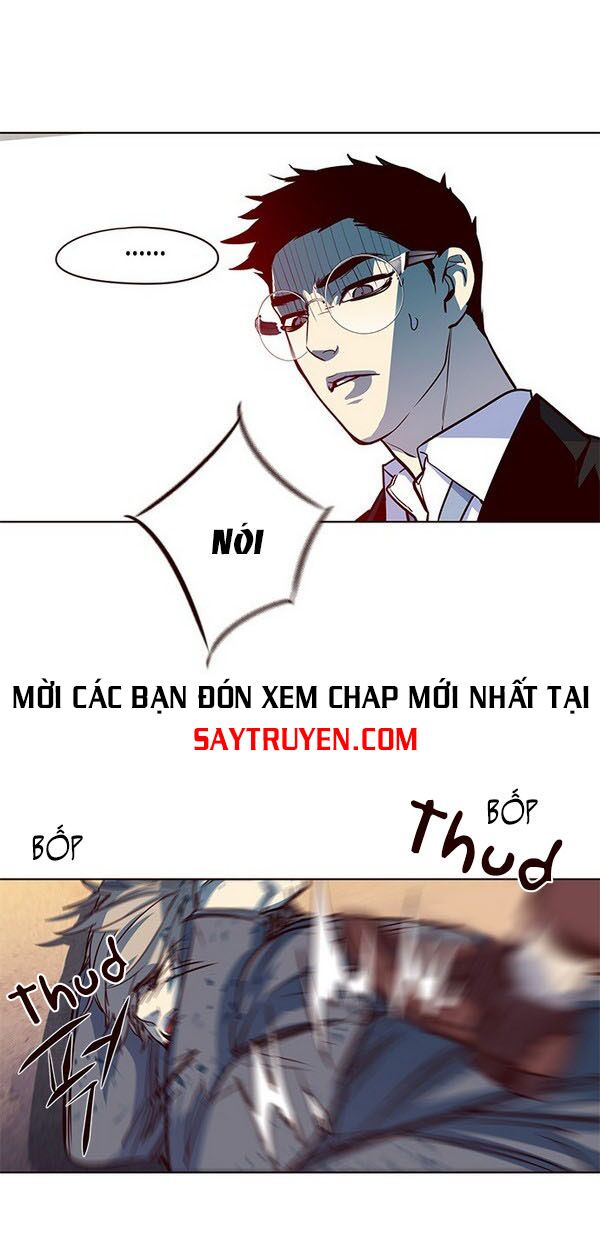 ......
NÓI
MỜI CÁC BẠN ĐÓN XEM CHAP MỚI NHẤT TẠI
SAYTRUYEN.COM
BỐP
Thud
BỐP
Thud